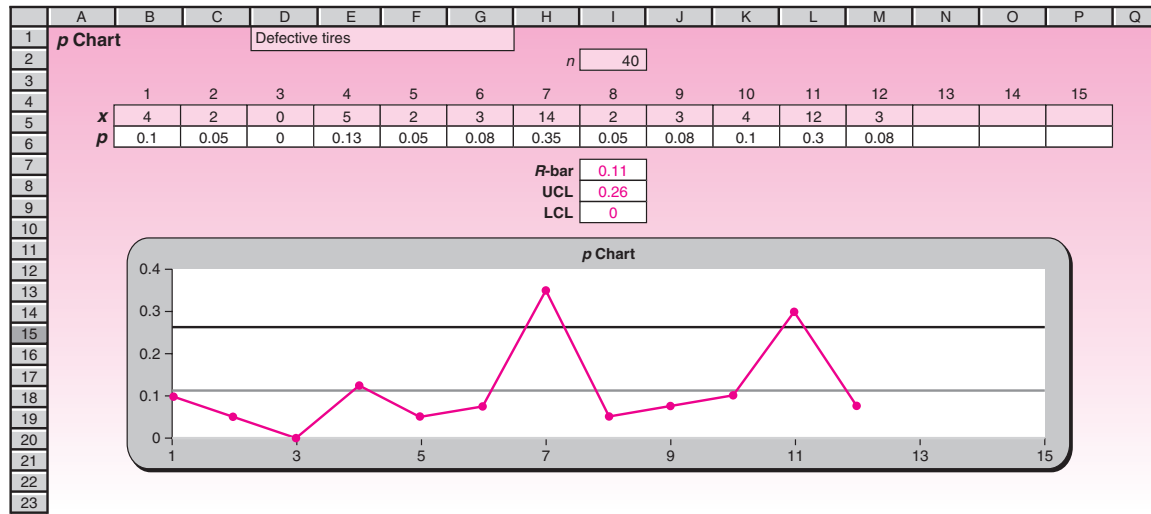 A B C D E F G H I J K L M N O P Q
1 p Chart Defective tires
2 n 40
3
4 1 2 3 4 5 6 7 8 9 10 11 12 13 14 15
5 x 4 2 0 5 2 3 14 2 3 4 12 3
6 p 0.1 0.05 0 0.13 0.05 0.08 0.35 0.05 0.08 0.1 0.3 0.08
7 R-bar 0.11
8 UCL 0.26
9 LCL 0
10
11 p Chart
12 0.4
13
14 0.3
15
16 0.2
17
18 0.1
19
20 0
21 1 3 5 7 9 11 13 15
22
23